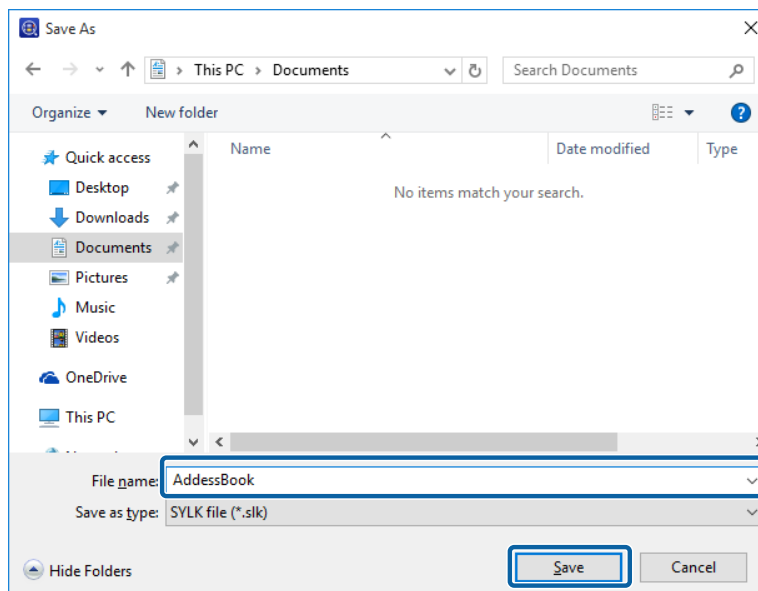 Save As
This PC > Documents
Search Documents
Organize
New folder
Name
Date modified
Type
No items match your search.
Quick access
Desktop
Downloads
Documents
Pictures
Music
Videos
OneDrive
This PC
File name:
AddessBook
Save as type:
SYLK file (*.slk)
Hide Folders
Save
Cancel